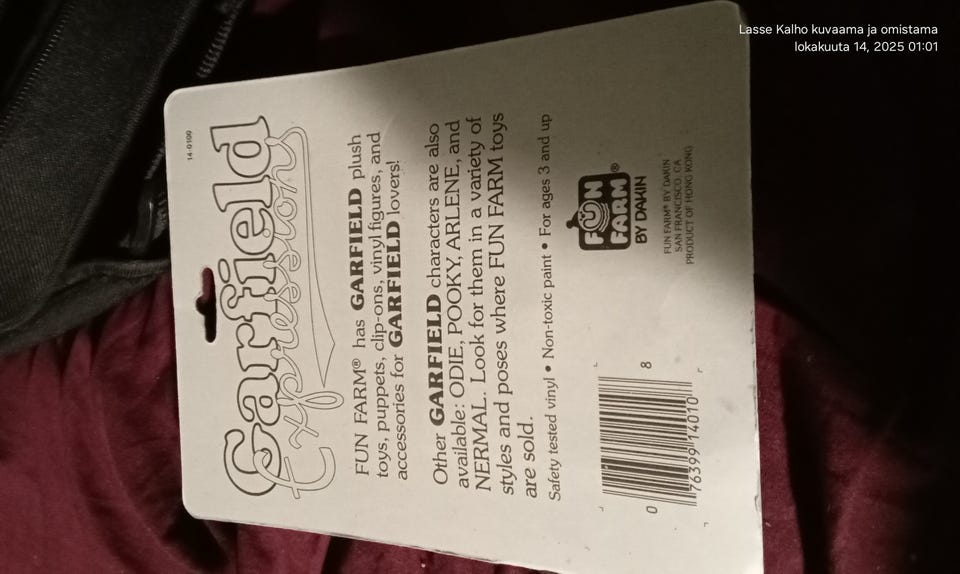 Lasse Kalho kuvaama ja omistama
lokakuuta 14, 2025 01:01
14-0100
Garfield
Expressions
FUN FARM® has GARFIELD plush
toys, puppets, clip-ons, vinyl figures, and
accessories for GARFIELD lovers!
Other GARFIELD characters are also
available: ODIE, POOKY, ARLENE, and
NERMAL. Look for them in a variety of
styles and poses where FUN FARM toys
are sold.
Safety tested vinyl • Non-toxic paint • For ages 3 and up
FUN
FARM®
BY DAKIN
FUN FARM® BY DAKIN
SAN FRANCISCO, CA
PRODUCT OF HONG KONG
0 76399 14010 8